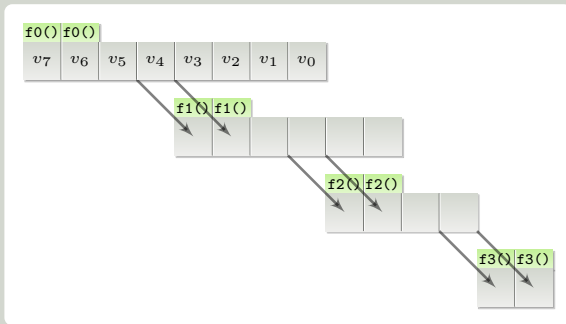 f0() f0()
v₇ v₆ v₅ v₄ v₃ v₂ v₁ v₀
f1() f1()
f2() f2()
f3() f3()